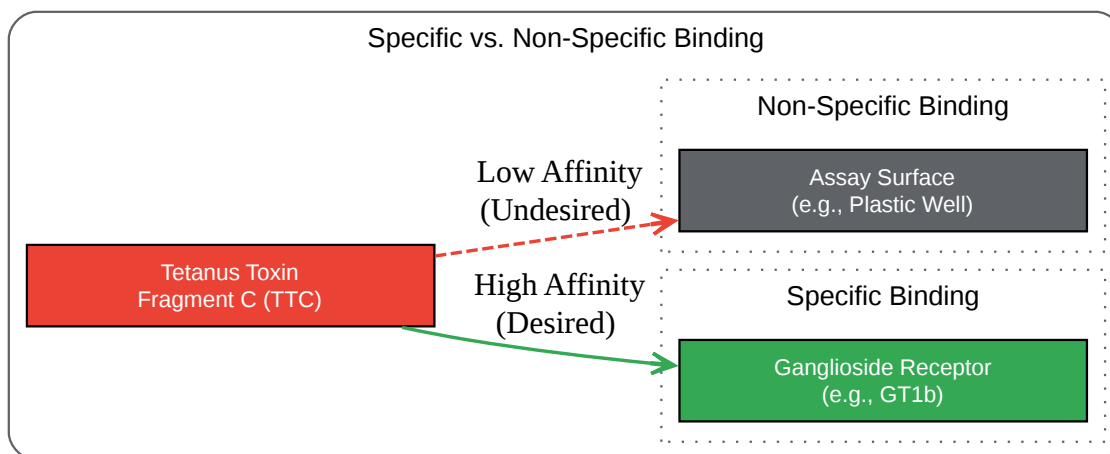 Specific vs. Non-Specific Binding
Non-Specific Binding
Low Affinity
(Undesired)
Assay Surface
(e.g., Plastic Well)
Tetanus Toxin
Fragment C (TTC)
High Affinity
(Desired)
Specific Binding
Ganglioside Receptor
(e.g., GT1b)